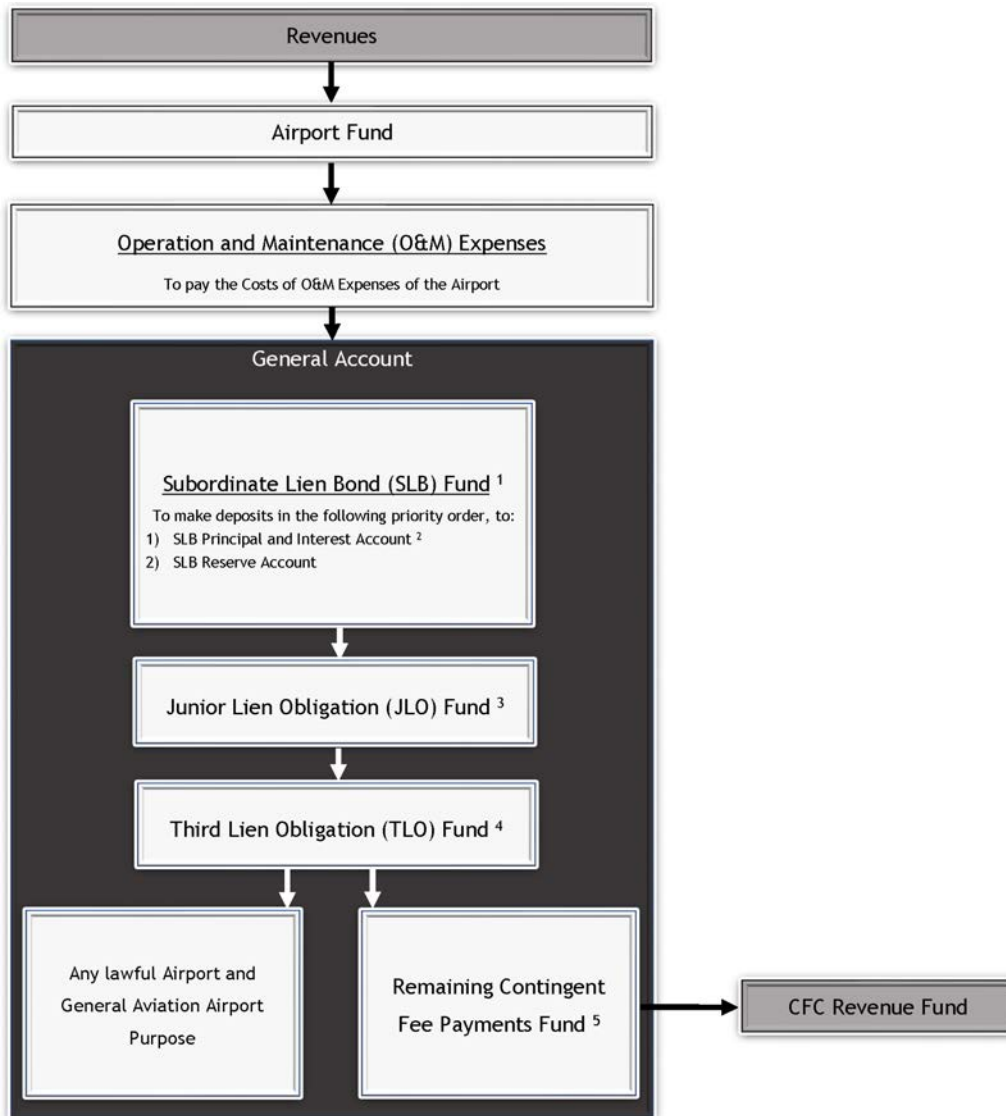 Revenues
Airport Fund
Operation and Maintenance (O&M) Expenses
To pay the Costs of O&M Expenses of the Airport
General Account
Subordinate Lien Bond (SLB) Fund 1
To make deposits in the following priority order, to:
1) SLB Principal and Interest Account 2
2) SLB Reserve Account
Junior Lien Obligation (JLO) Fund 3
Third Lien Obligation (TLO) Fund 4
Any lawful Airport and
General Aviation Airport
Purpose
Remaining Contingent
Fee Payments Fund 5
CFC Revenue Fund